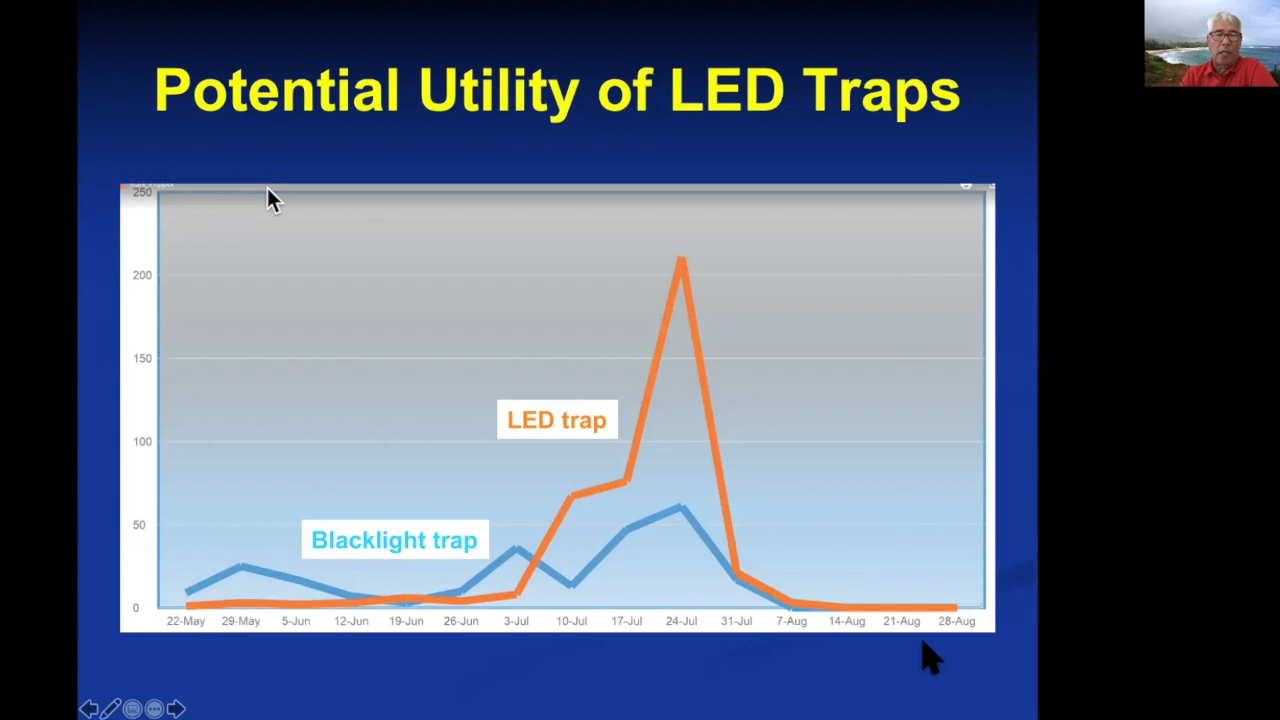 Potential Utility of LED Traps
250
200
150
100
50
0
LED trap
Blacklight trap
22-May 29-May 5-Jun 12-Jun 19-Jun 26-Jun 3-Jul 10-Jul 17-Jul 24-Jul 31-Jul 7-Aug 14-Aug 21-Aug 28-Aug